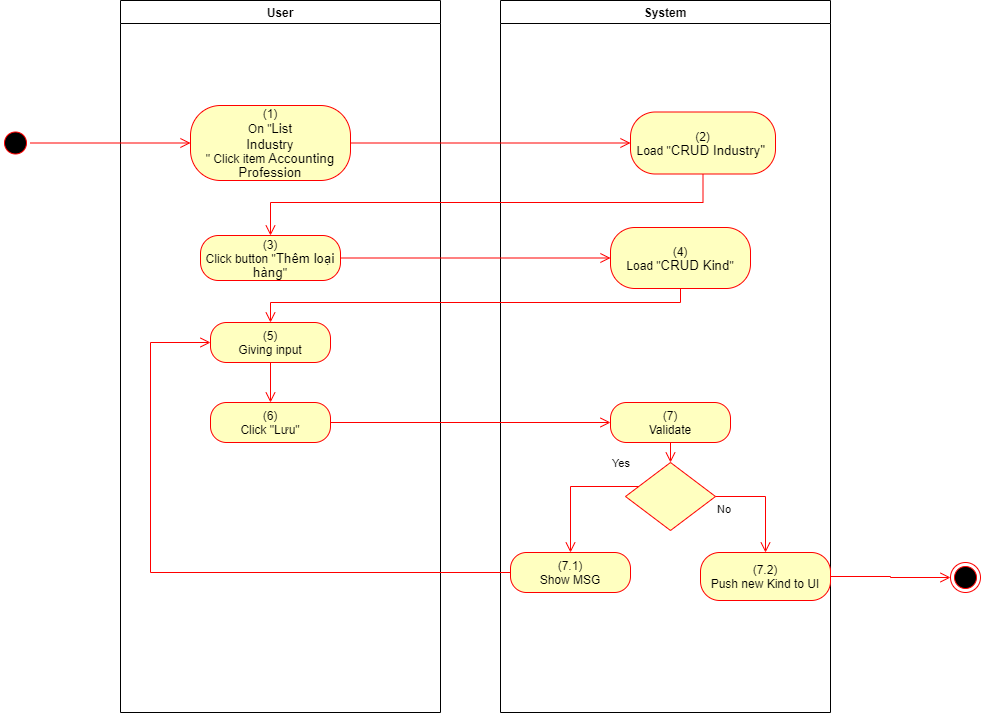 User
System
(1)
On "List
Industry
" Click item Accounting
Profession
(2)
Load "CRUD Industry"
(3)
Click button "Thêm loại
hàng"
(4)
Load "CRUD Kind"
(5)
Giving input
(6)
Click "Lưu"
(7)
Validate
Yes
No
(7.1)
Show MSG
(7.2)
Push new Kind to UI